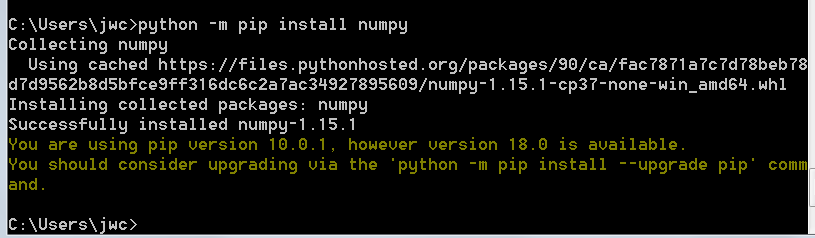 C:\Users\jwc>python -m pip install numpy
Collecting numpy
  Using cached https://files.pythonhosted.org/packages/90/ca/fac7871a7c7d78beb78
d7d9562b8d5bfce9ff316dc6c2a7ac34927895609/numpy-1.15.1-cp37-none-win_amd64.whl
Installing collected packages: numpy
Successfully installed numpy-1.15.1
You are using pip version 10.0.1, however version 18.0 is available.
You should consider upgrading via the 'python -m pip install --upgrade pip' comm
and.
C:\Users\jwc>